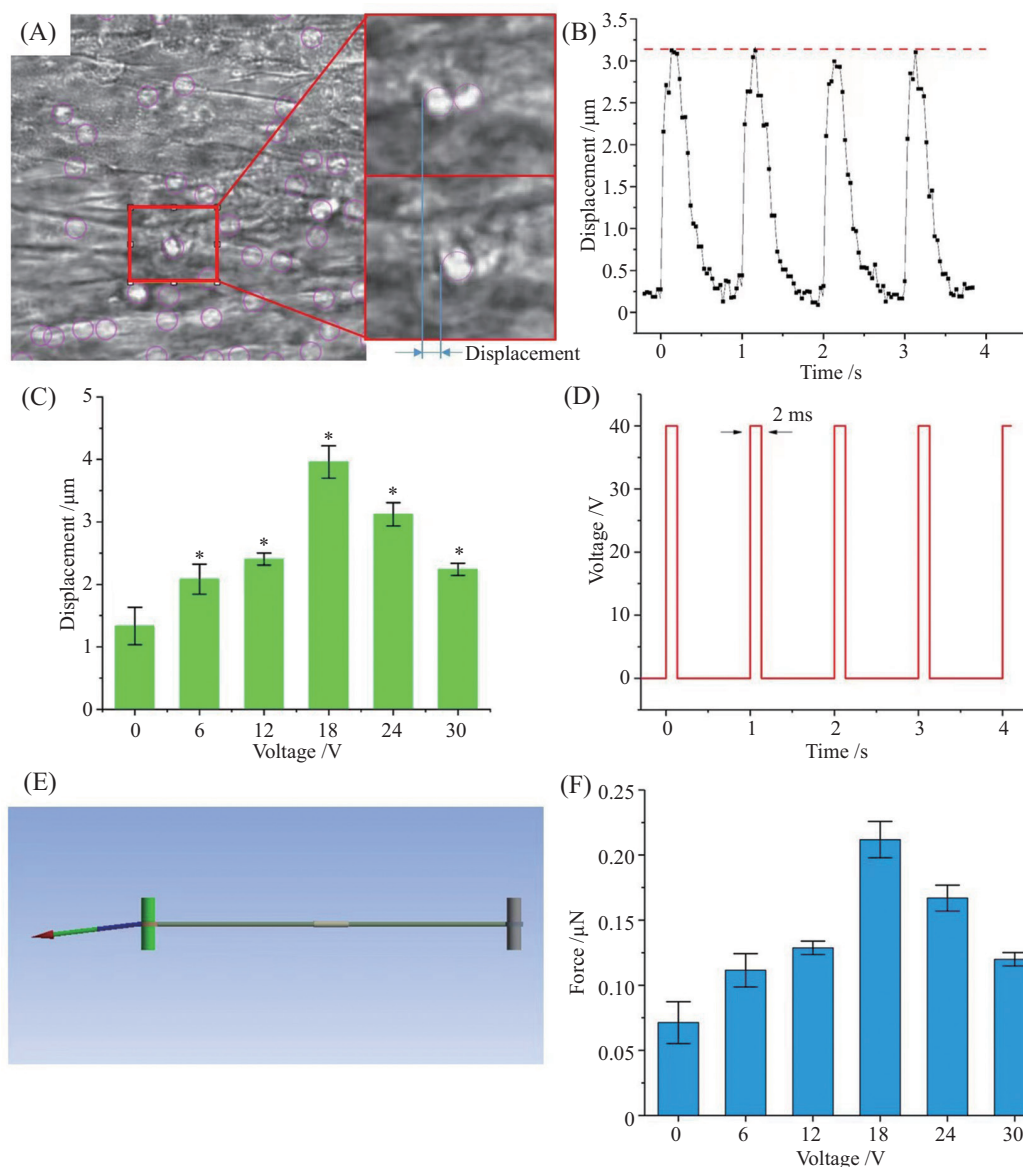 (A)
Displacement
(B)
3.5
3.0
2.5
2.0
1.5
1.0
0.5
0
Displacement /μm
0 1 2 3 4
Time /s
(C)
5
4
3
2
1
0
Displacement /μm
* * * * *
0 6 12 18 24 30
Voltage /V
(D)
2 ms
40
30
20
10
0
Voltage /V
0 1 2 3 4
Time /s
(E)
(F)
0.25
0.20
0.15
0.10
0.05
0
Force /μN
0 6 12 18 24 30
Voltage /V